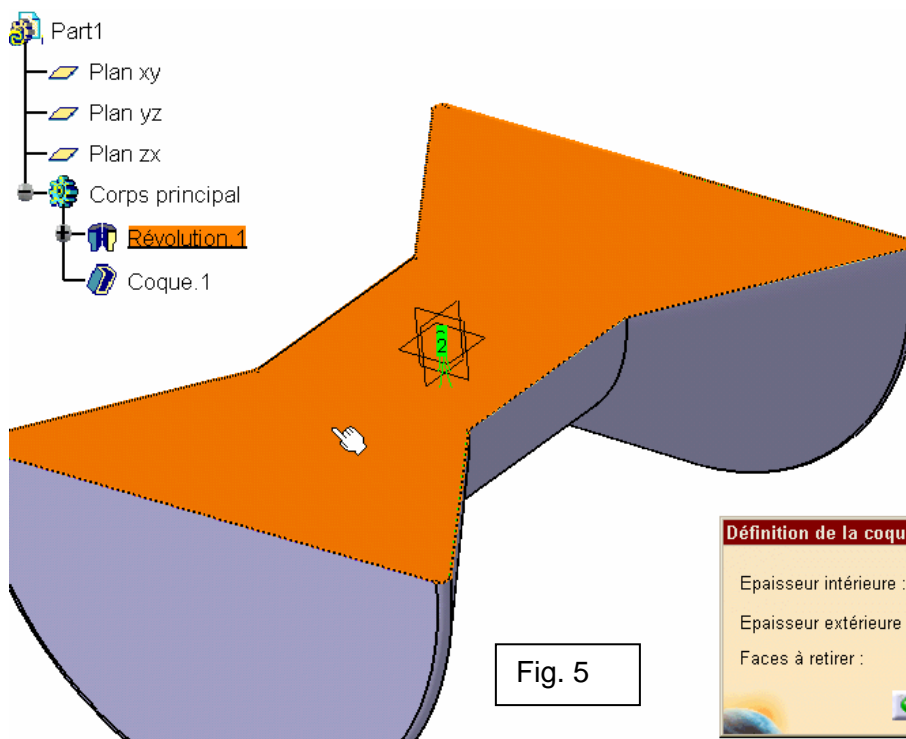 Part1
Plan xy
Plan yz
Plan zx
Corps principal
Révolution.1
Coque.1
2
Définition de la coqu
Epaisseur intérieure :
Epaisseur extérieure
Faces à retirer :
Fig. 5